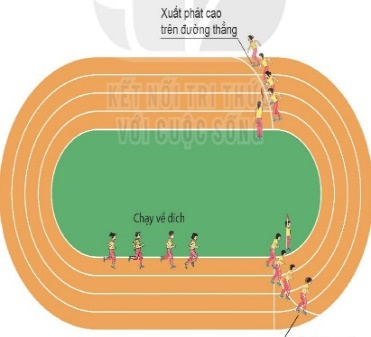 Xuất phát cao
trên đường thẳng
KẾT NỐI TRI THỨC
VỚI CUỘC SỐNG
Chạy về đích